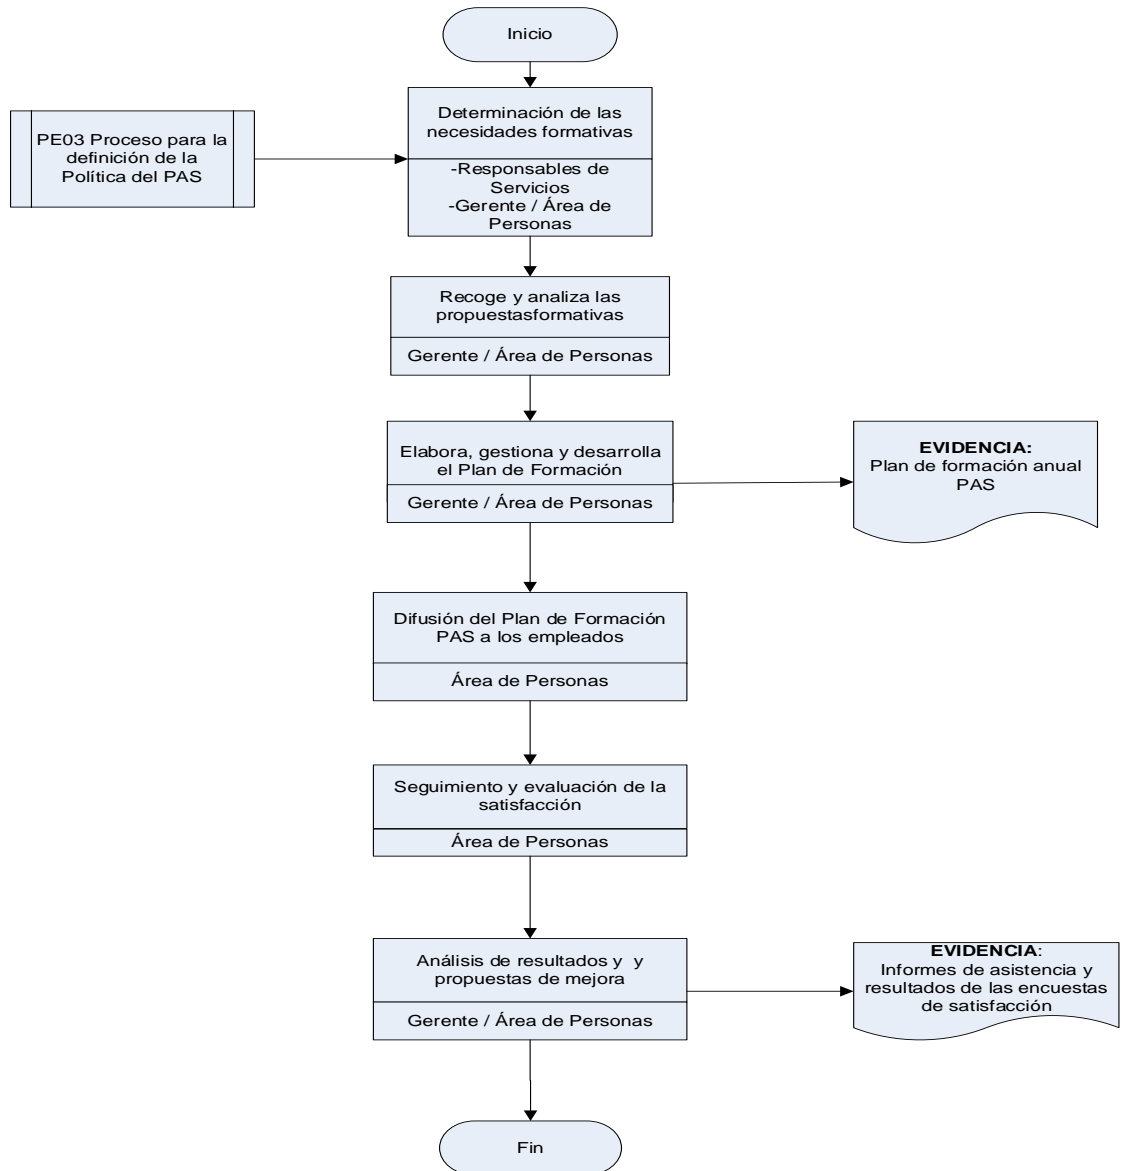 Inicio
Determinación de las
necesidades formativas
-Responsables de
Servicios
-Gerente / Área de
Personas
PE03 Proceso para la
definición de la
Política del PAS
Recoge y analiza las
propuestasformativas
Gerente / Área de Personas
Elabora, gestiona y desarrolla
el Plan de Formación
Gerente / Área de Personas
EVIDENCIA:
Plan de formación anual
PAS
Difusión del Plan de Formación
PAS a los empleados
Área de Personas
Seguimiento y evaluación de la
satisfacción
Área de Personas
Análisis de resultados y  y
propuestas de mejora
Gerente / Área de Personas
EVIDENCIA:
Informes de asistencia y
resultados de las encuestas
de satisfacción
Fin